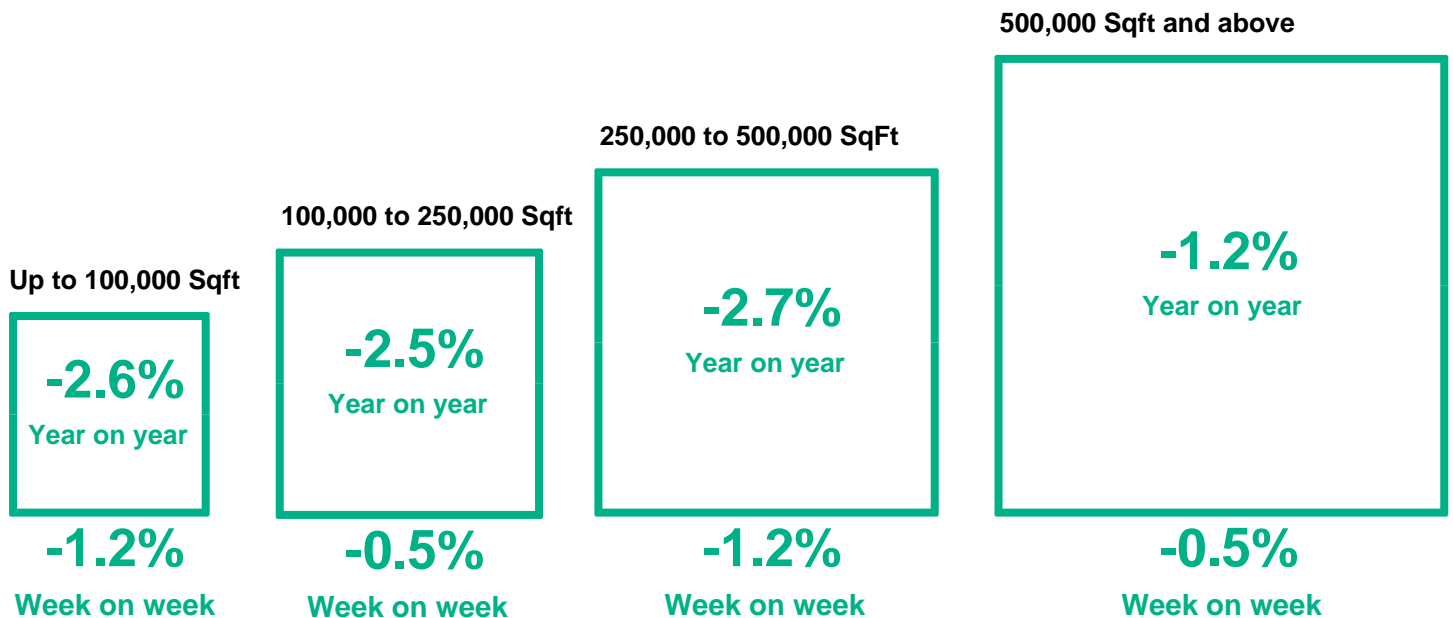 Up to 100,000 Sqft
-2.6%
Year on year
-1.2%
Week on week
100,000 to 250,000 Sqft
-2.5%
Year on year
-0.5%
Week on week
250,000 to 500,000 SqFt
-2.7%
Year on year
-1.2%
Week on week
500,000 Sqft and above
-1.2%
Year on year
-0.5%
Week on week